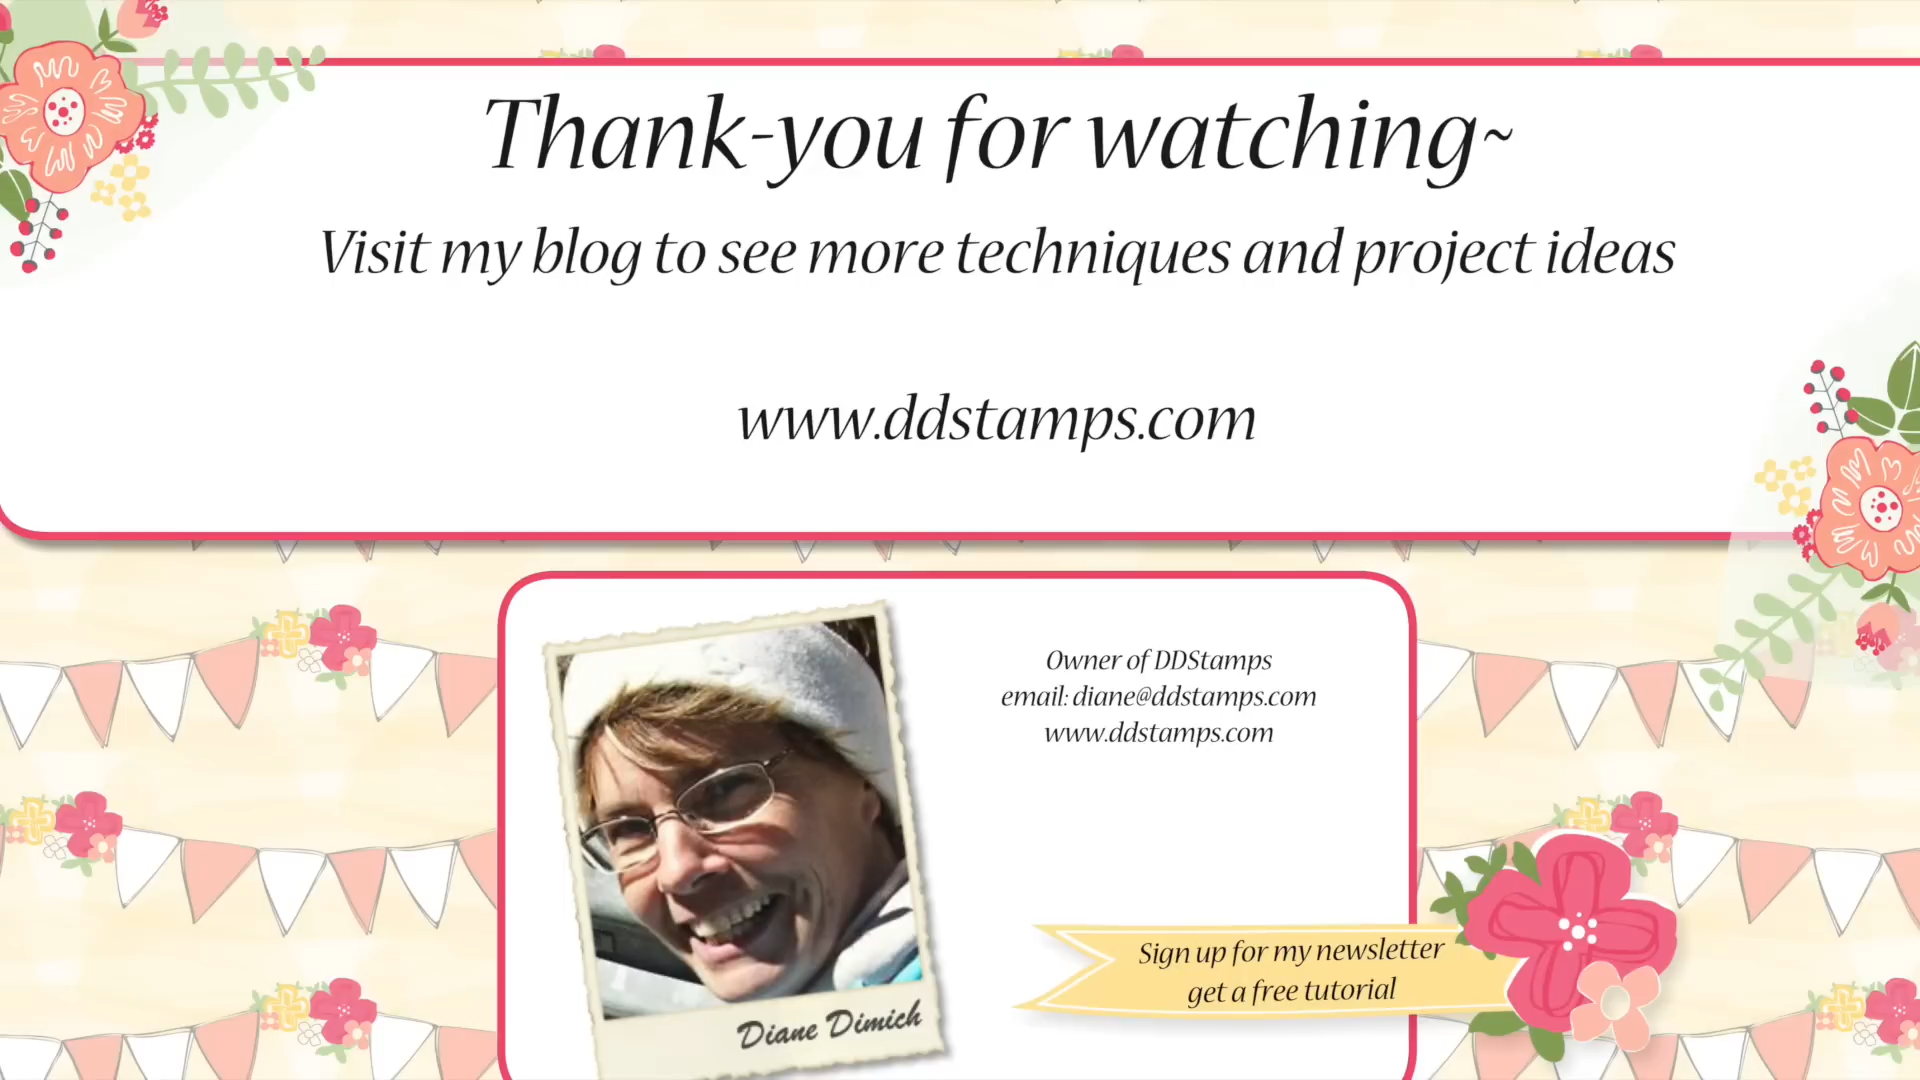 Thank-you for watching~
Visit my blog to see more techniques and project ideas
www.ddstamps.com
Owner of DDStamps
email: diane@ddstamps.com
www.ddstamps.com
Diane Dimich
Sign up for my newsletter
get a free tutorial